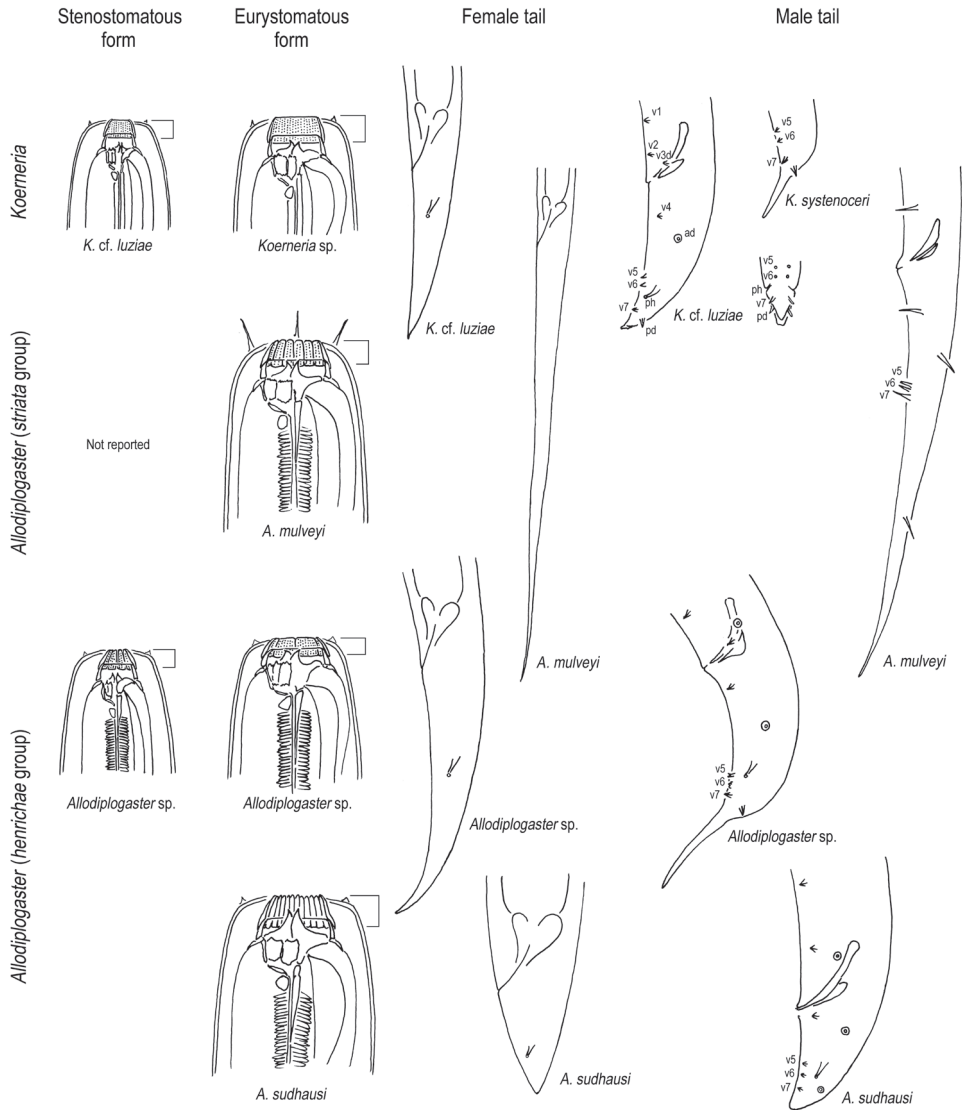 Stenostomatous
form
Eurystomatous
form
Female tail
Male tail
Koerneria
K. cf. luziae
Koerneria sp.
K. cf. luziae
v1
v2
v3d
v4
ad
v5
v6
ph
v7
pd
K. cf. luziae
v5
v6
v7
K. systenoceri
v5
v6
ph
v7
pd
Allodiplogaster (striata group)
Not reported
A. mulveyi
A. mulveyi
v5
v6
v7
A. mulveyi
Allodiplogaster (henrichae group)
Allodiplogaster sp.
Allodiplogaster sp.
Allodiplogaster sp.
v5
v6
v7
Allodiplogaster sp.
A. sudhausi
A. sudhausi
v5
v6
v7
A. sudhausi